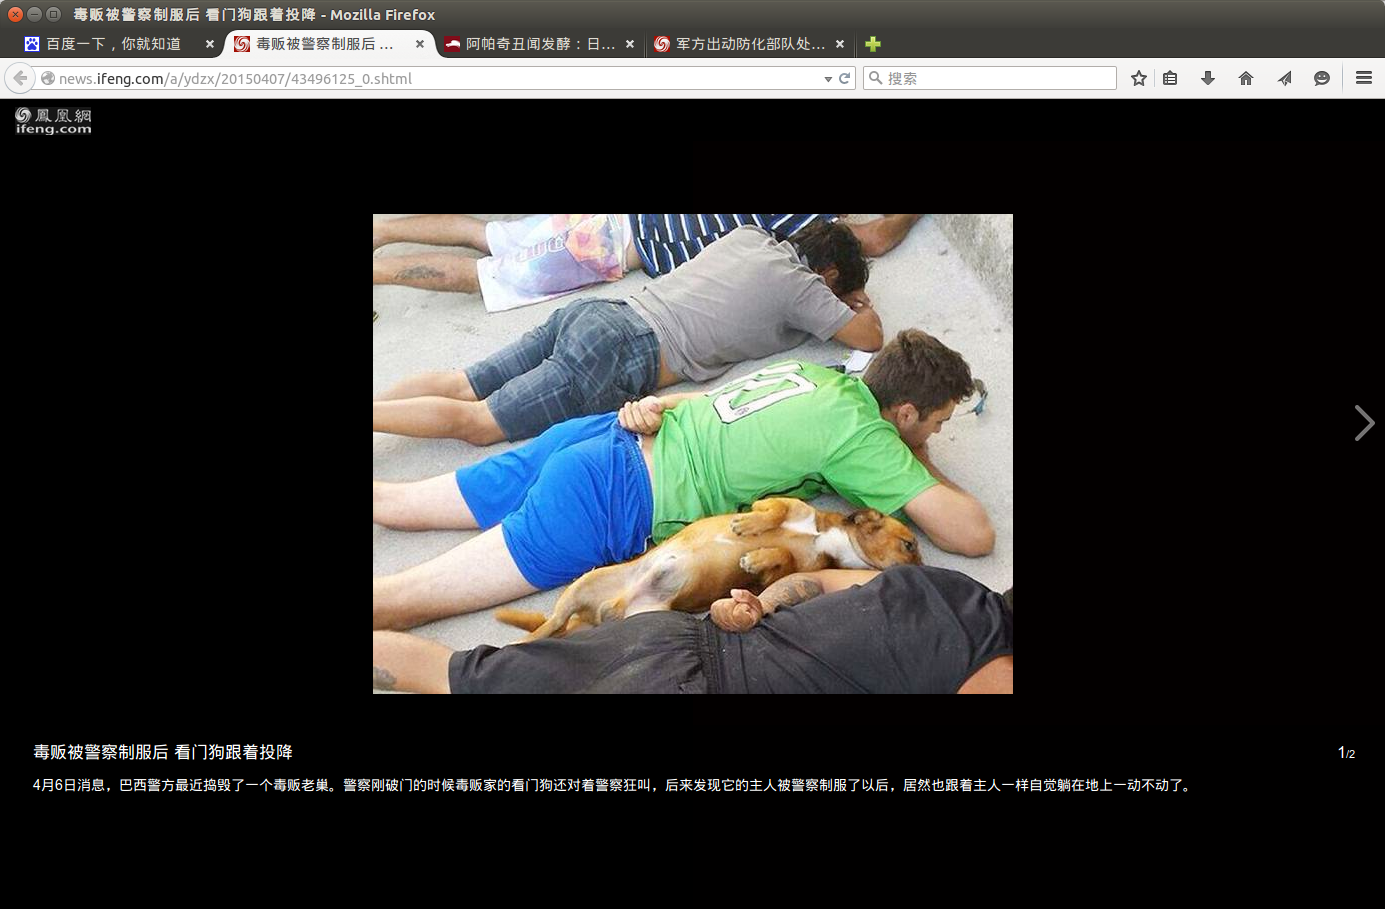 毒贩被警察制服后 看门狗跟着投降 - Mozilla Firefox
百度一下，你就知道
毒贩被警察制服后 ...
阿帕奇丑闻发酵：日...
军方出动防化部队处...
news.ifeng.com/a/ydzx/20150407/43496125_0.shtml
搜索
鳳凰網
ifeng.com
10
毒贩被警察制服后 看门狗跟着投降
1/2
4月6日消息，巴西警方最近捣毁了一个毒贩老巢。警察刚破门的时候毒贩家的看门狗还对着警察狂叫，后来发现它的主人被警察制服了以后，居然也跟着主人一样自觉躺在地上一动不动了。